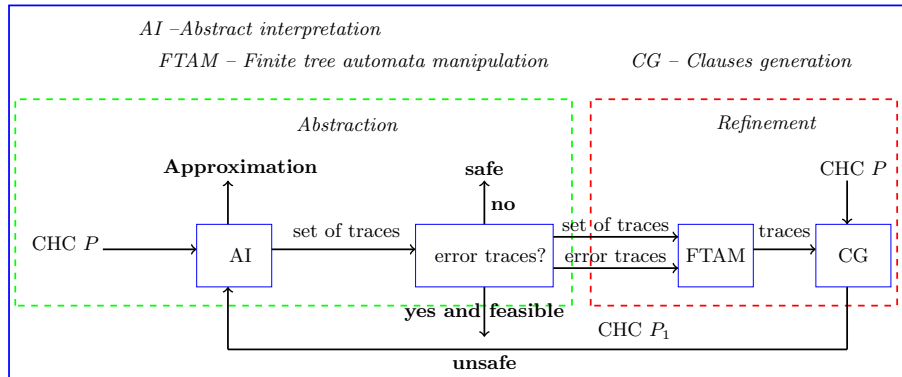 AI –Abstract interpretation
FTAM – Finite tree automata manipulation
CG – Clauses generation
Abstraction
Refinement
Approximation
safe
CHC P
no
CHC P
set of traces
set of traces
traces
AI
error traces?
error traces
FTAM
CG
yes and feasible
CHC P₁
unsafe